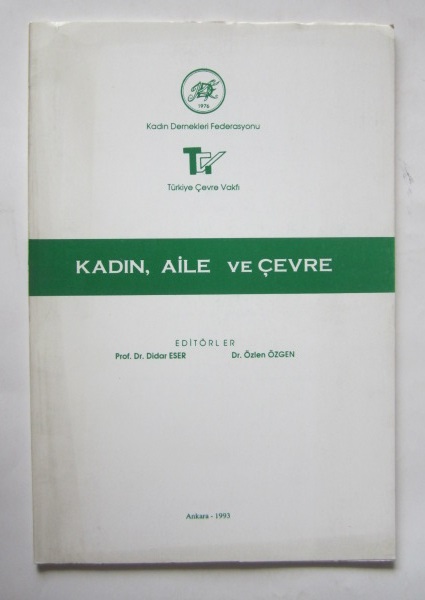 1976
Kadın Dernekleri Federasyonu
TÇV
Türkiye Çevre Vakfı
KADIN, AİLE VE ÇEVRE
EDİTÖRLER
Prof. Dr. Didar ESER Dr. Özlen ÖZGEN
Ankara - 1993